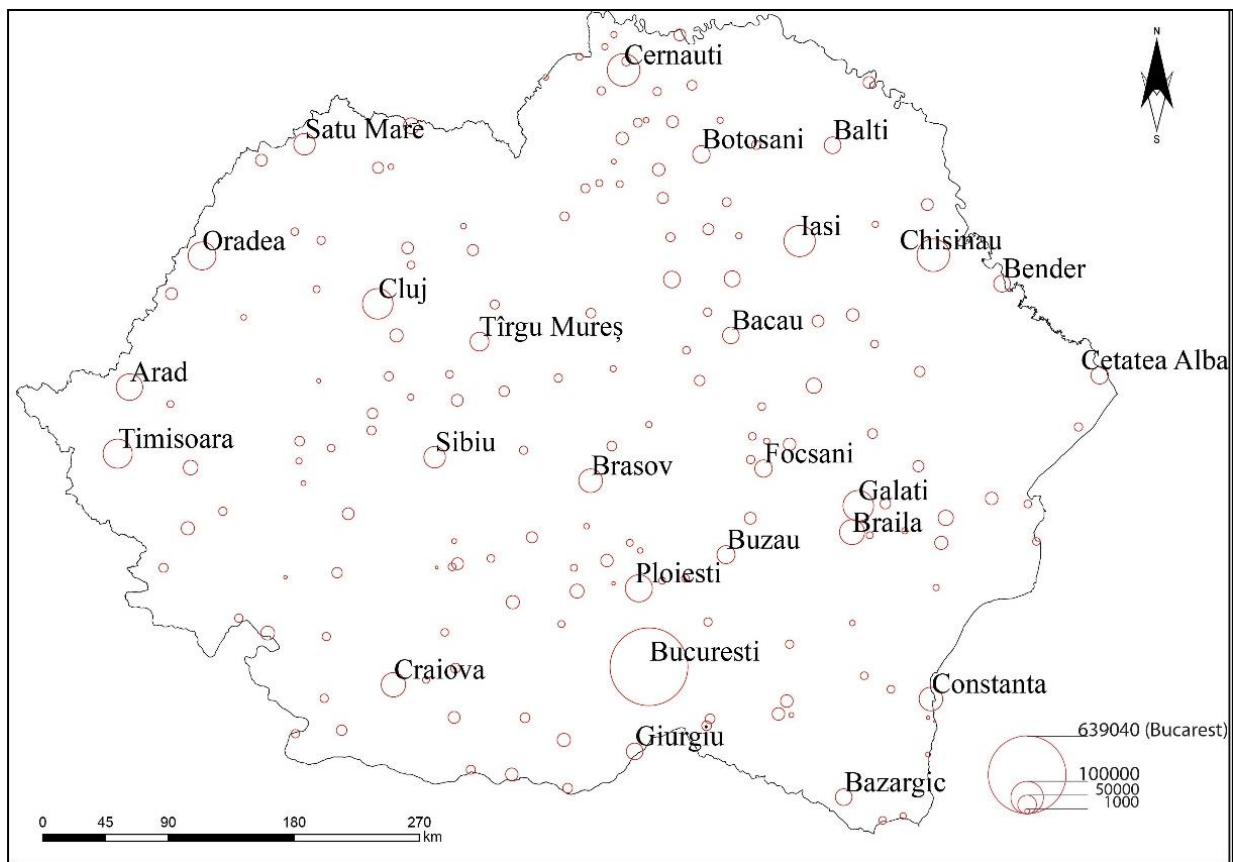 N
S
Cernauti
Satu Mare
Botosani
Balti
Oradea
Iasi
Chisinau
Bender
Cluj
Tîrgu Mureș
Bacau
Arad
Cetatea Alba
Timisoara
Sibiu
Brasov
Focsani
Galati
Braila
Buzau
Ploiesti
Bucuresti
Craiova
Constanta
Giurgiu
Bazargic
639040 (Bucarest)
100000
50000
1000
0 45 90 180 270
km